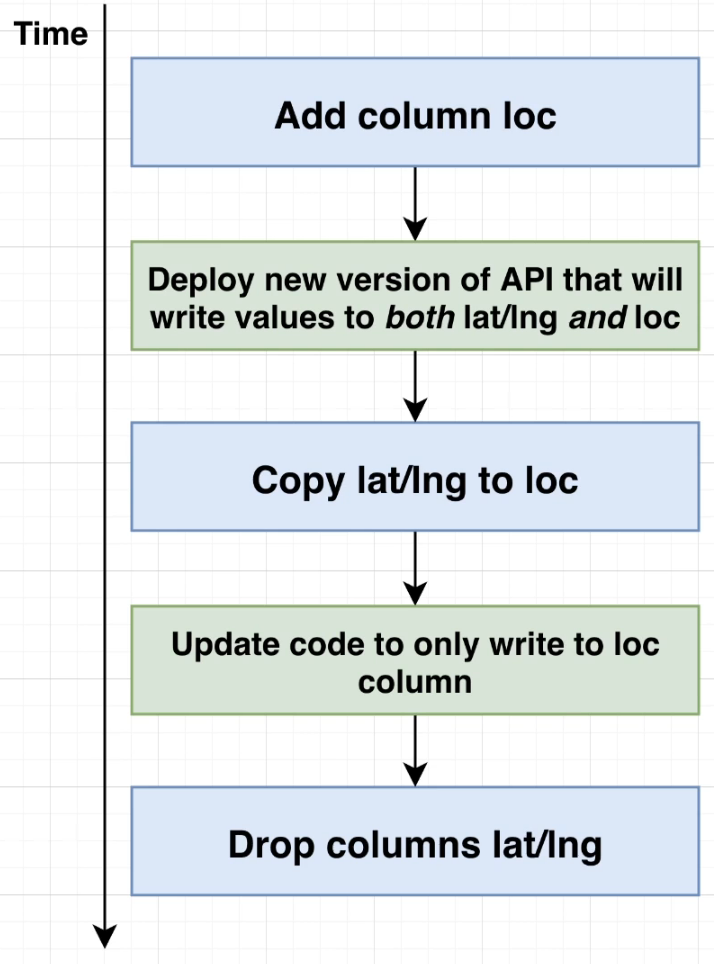 Time
Add column loc
Deploy new version of API that will
write values to both lat/lng and loc
Copy lat/lng to loc
Update code to only write to loc
column
Drop columns lat/lng